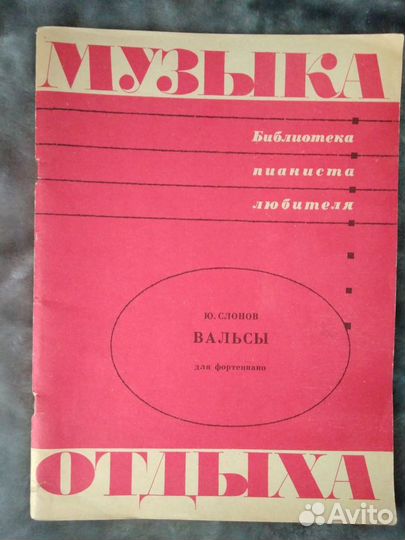 МУЗЫКА
Библиотека
пианиста
любителя
Ю. СЛОНОВ
ВАЛЬСЫ
для фортепиано
ОТДЫХА
Avito